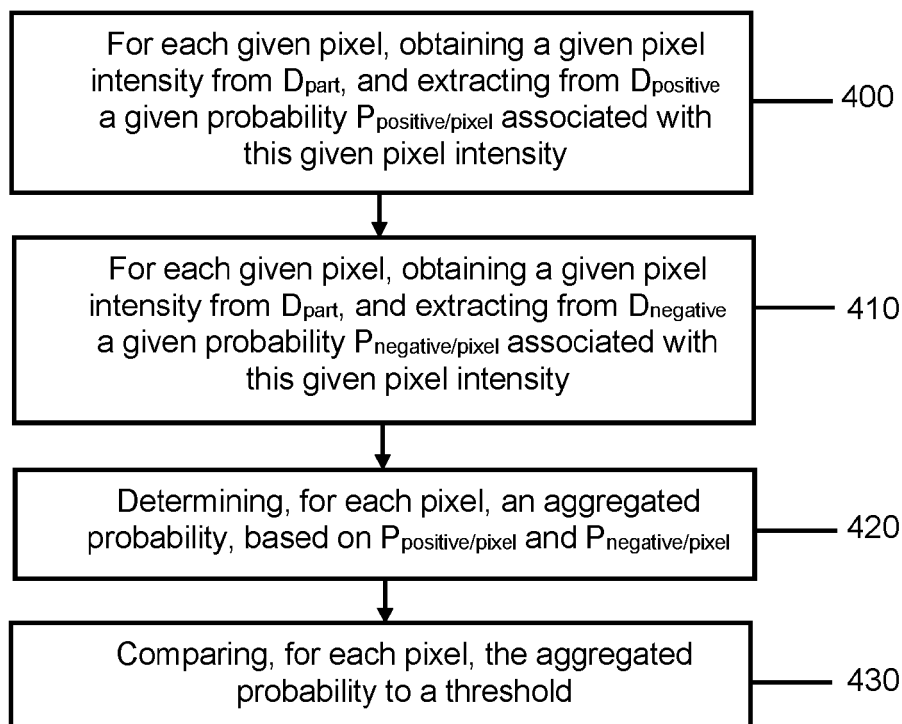 For each given pixel, obtaining a given pixel
intensity from Dpart, and extracting from Dpositive
a given probability Ppositive/pixel associated with
this given pixel intensity
400
For each given pixel, obtaining a given pixel
intensity from Dpart, and extracting from Dnegative
a given probability Pnegative/pixel associated with
this given pixel intensity
410
Determining, for each pixel, an aggregated
probability, based on Ppositive/pixel and Pnegative/pixel
420
Comparing, for each pixel, the aggregated
probability to a threshold
430